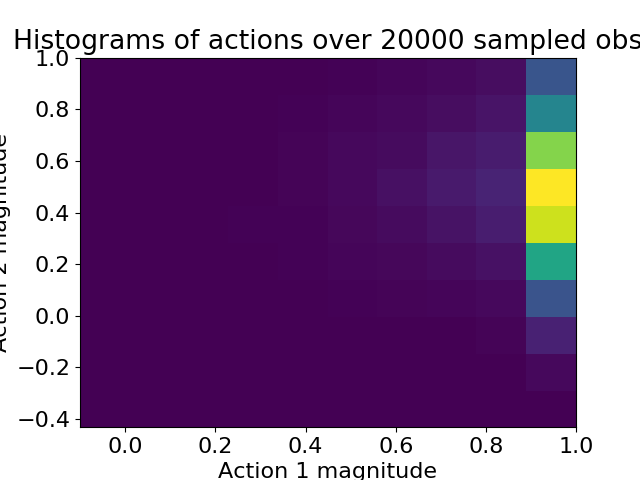 Histograms of actions over 20000 sampled obs
1.0
0.8
0.6
0.4
0.2
0.0
−0.2
−0.4
Action 2 magnitude
0.0 0.2 0.4 0.6 0.8 1.0
Action 1 magnitude